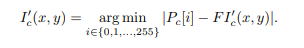 I′_c(x, y) = arg min_{i∈{0,1,...,255}} |P_c[i] − FI′_c(x, y)|.